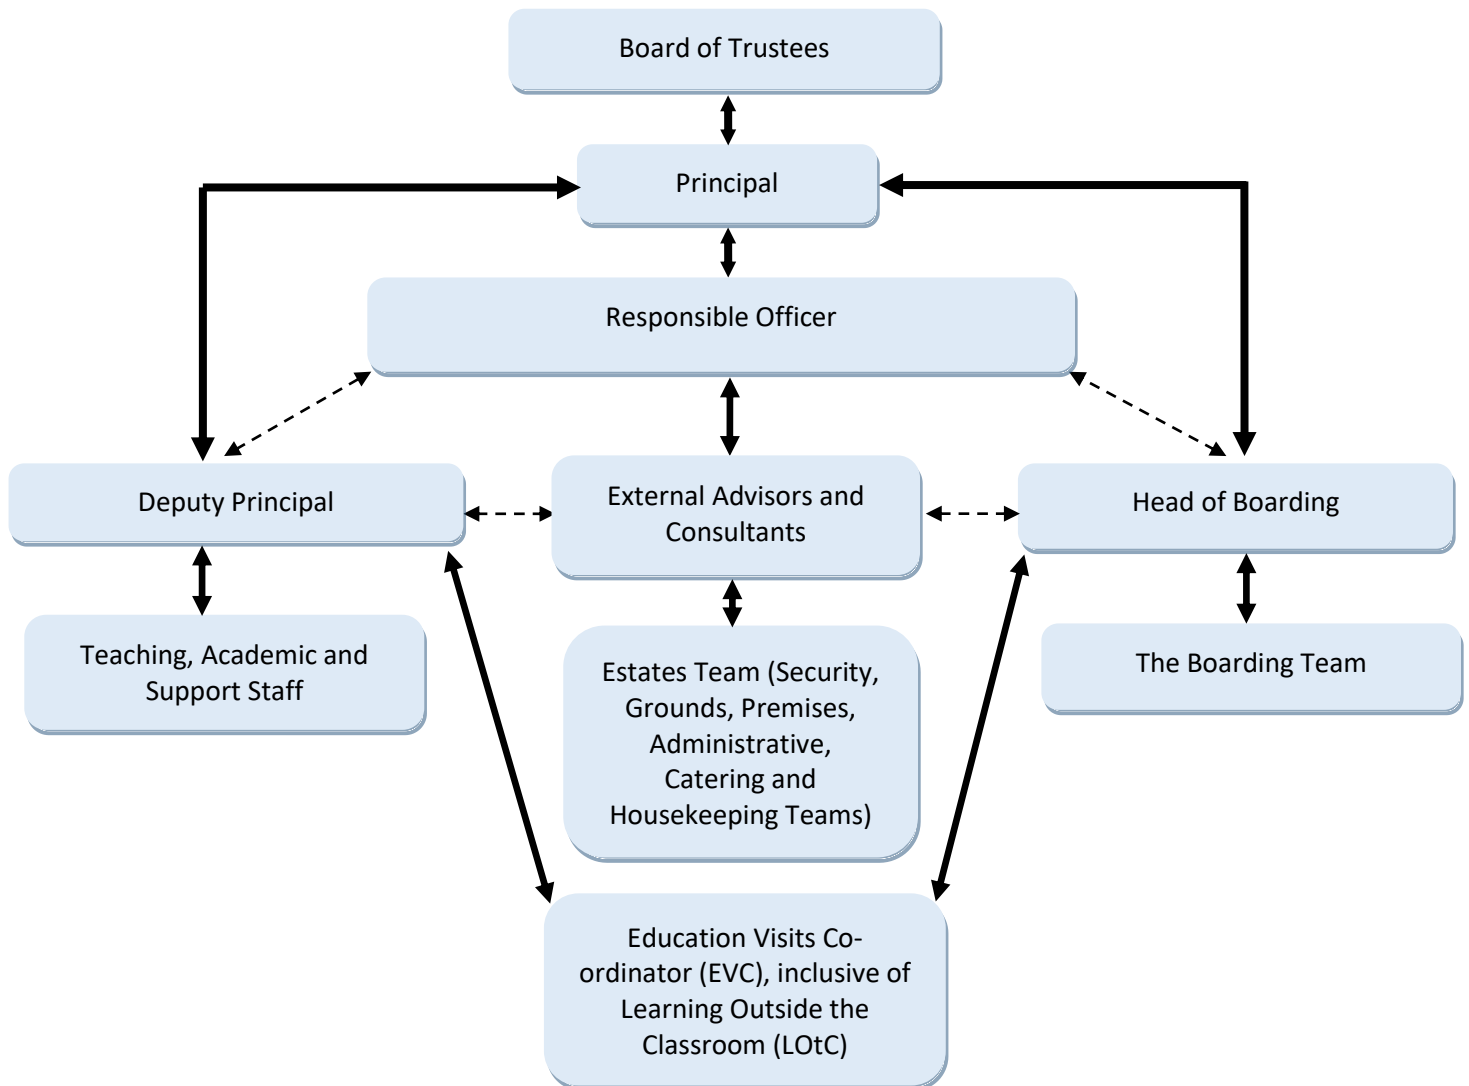 Board of Trustees
Principal
Responsible Officer
Deputy Principal
External Advisors and
Consultants
Head of Boarding
Teaching, Academic and
Support Staff
Estates Team (Security,
Grounds, Premises,
Administrative,
Catering and
Housekeeping Teams)
The Boarding Team
Education Visits Co-
ordinator (EVC), inclusive of
Learning Outside the
Classroom (LOtC)